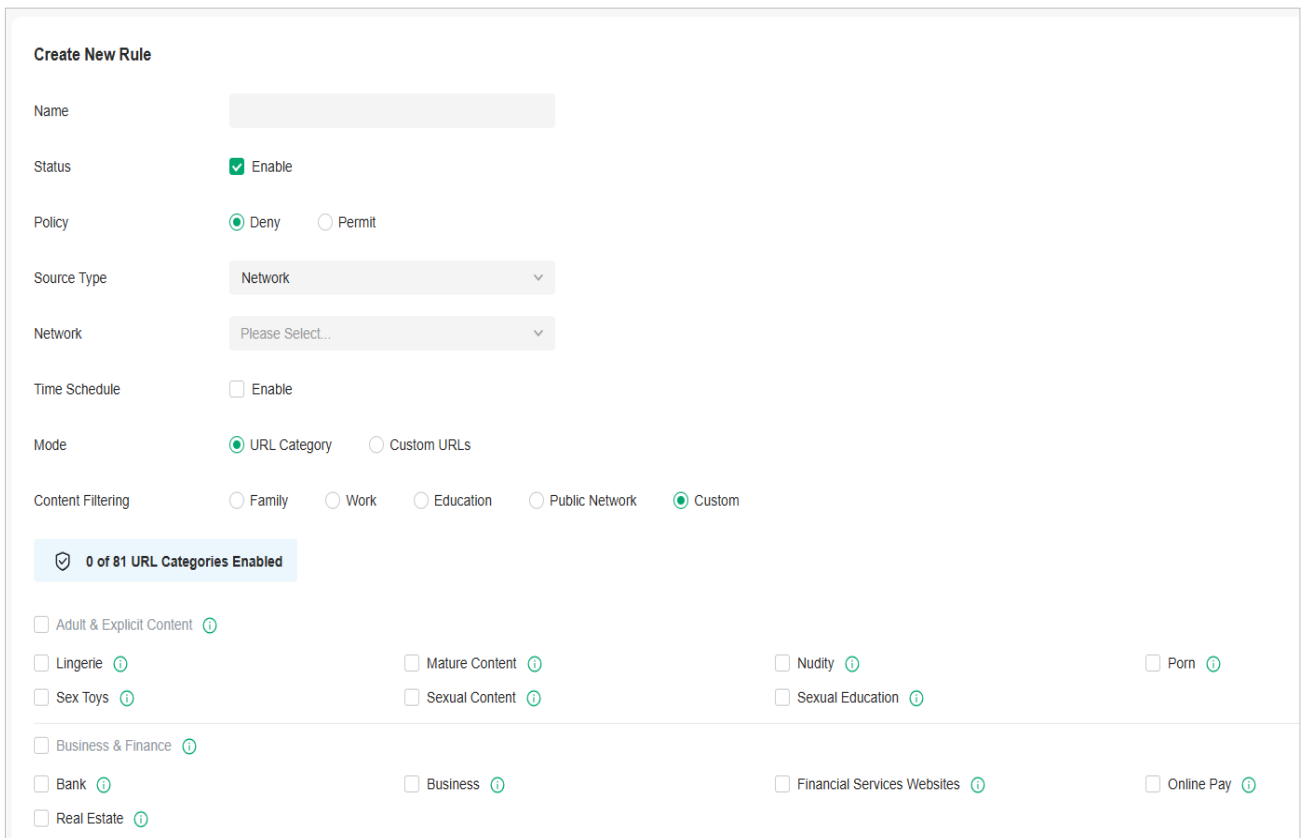 Create New Rule
Name
Status Enable
Policy Deny Permit
Source Type Network
Network Please Select...
Time Schedule Enable
Mode URL Category Custom URLs
Content Filtering Family Work Education Public Network Custom
0 of 81 URL Categories Enabled
Adult & Explicit Content
Lingerie Mature Content Nudity Porn
Sex Toys Sexual Content Sexual Education
Business & Finance
Bank Business Financial Services Websites Online Pay
Real Estate